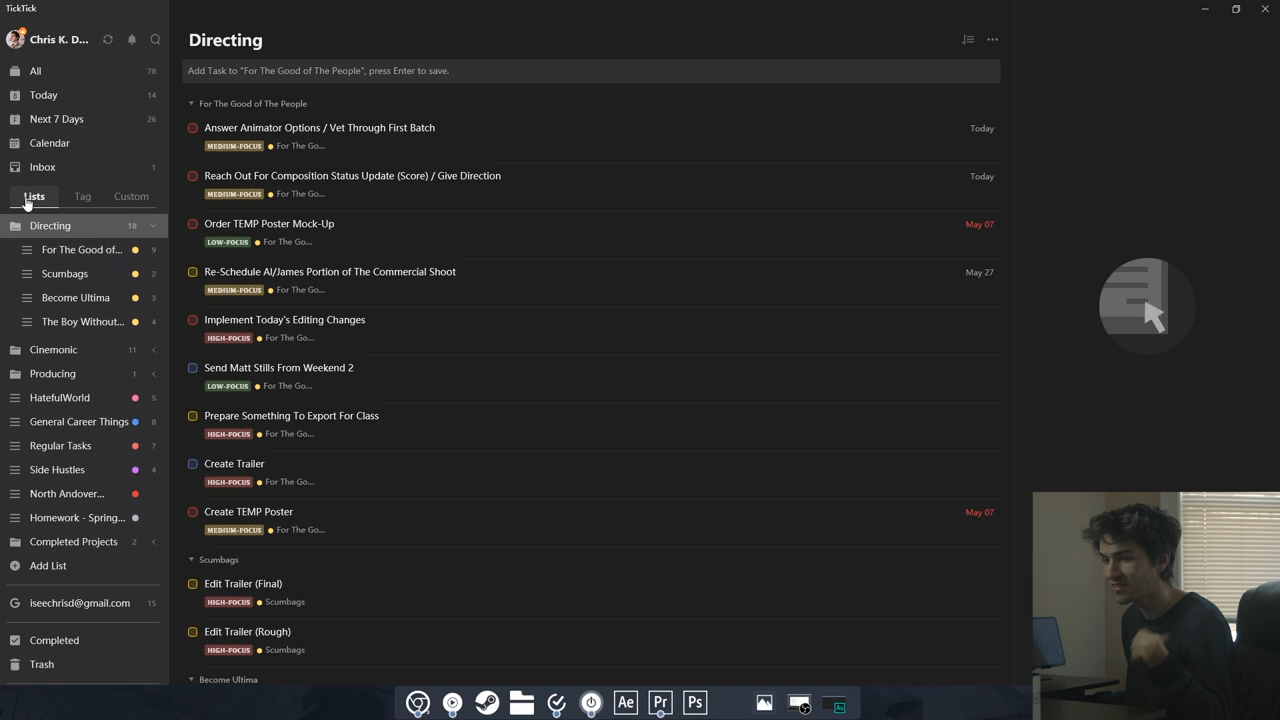 TickTick
Chris K. D...
All 78
Today 14
Next 7 Days 26
Calendar
Inbox 1
Lists Tag Custom
Directing 18
For The Good of... 9
Scumbags 2
Become Ultima 3
The Boy Without... 4
Cinemonic 11
Producing 1
HatefulWorld 5
General Career Things 8
Regular Tasks 7
Side Hustles 4
North Andover...
Homework - Spring...
Completed Projects 2
Add List
iseechrisd@gmail.com 15
Completed
Trash
Directing
Add Task to "For The Good of The People", press Enter to save.
For The Good of The People
Answer Animator Options / Vet Through First Batch Today
MEDIUM-FOCUS For The Go...
Reach Out For Composition Status Update (Score) / Give Direction Today
MEDIUM-FOCUS For The Go...
Order TEMP Poster Mock-Up May 07
LOW-FOCUS For The Go...
Re-Schedule Al/James Portion of The Commercial Shoot May 27
MEDIUM-FOCUS For The Go...
Implement Today's Editing Changes
HIGH-FOCUS For The Go...
Send Matt Stills From Weekend 2
LOW-FOCUS For The Go...
Prepare Something To Export For Class
HIGH-FOCUS For The Go...
Create Trailer
HIGH-FOCUS For The Go...
Create TEMP Poster May 07
MEDIUM-FOCUS For The Go...
Scumbags
Edit Trailer (Final)
HIGH-FOCUS Scumbags
Edit Trailer (Rough)
HIGH-FOCUS Scumbags
Become Ultima
Ae Pr Ps Au